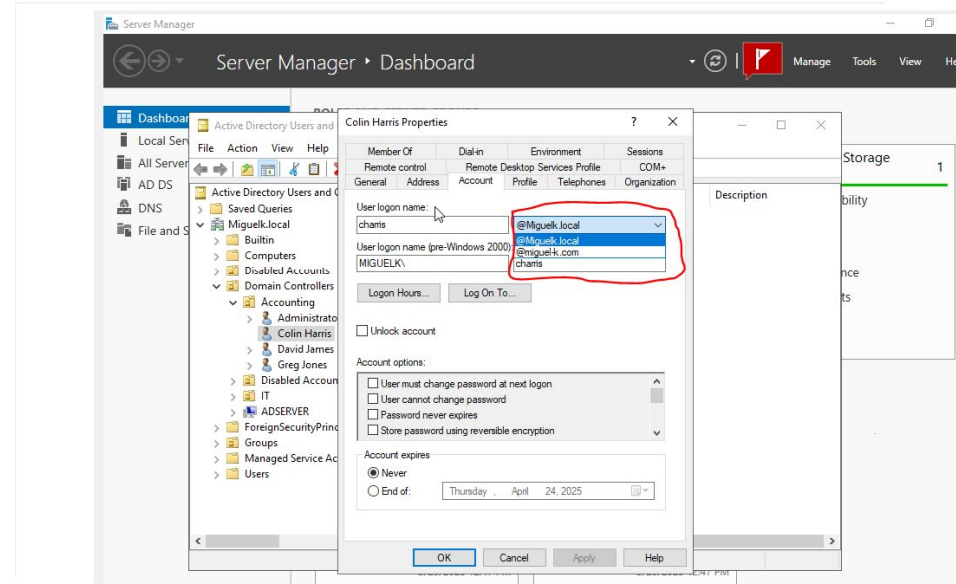 Server Manager
Server Manager • Dashboard
Manage Tools View
Dashboar
Local Ser
All Server
AD DS
DNS
File and S
Storage
1
bility
nce
ts
Active Directory Users and
File Action View Help
Active Directory Users and C
Saved Queries
Miguelk.local
Builtin
Computers
Disabled Accounts
Domain Controllers
Accounting
Administrato
Colin Harris
David James
Greg Jones
Disabled Accoun
IT
ADSERVER
ForeignSecurityPrinc
Groups
Managed Service Ac
Users
Description
Colin Harris Properties
Member Of Dial-in Environment Sessions
Remote control Remote Desktop Services Profile COM+
General Address Account Profile Telephones Organization
User logon name:
charris @Miguelk.local
@Miguelk.local
@miguel-k.com
User logon name (pre-Windows 2000):
MIGUELK\ charris
Logon Hours... Log On To...
Unlock account
Account options:
User must change password at next logon
User cannot change password
Password never expires
Store password using reversible encryption
Account expires
Never
End of: Thursday , April 24, 2025
OK Cancel Apply Help